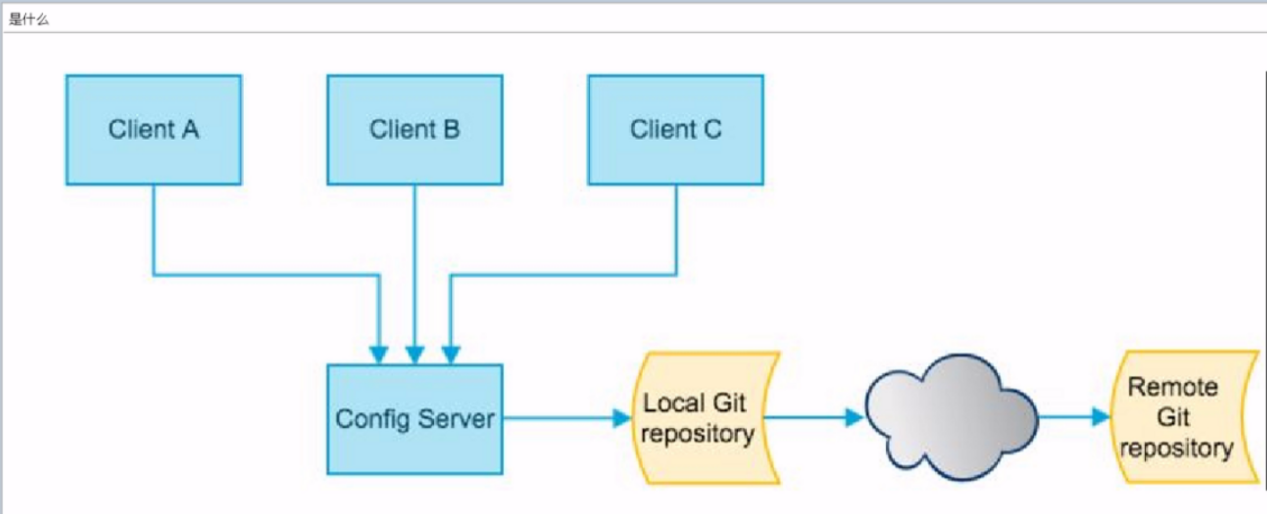 是什么
Client A
Client B
Client C
Config Server
Local Git
repository
Remote
Git
repository